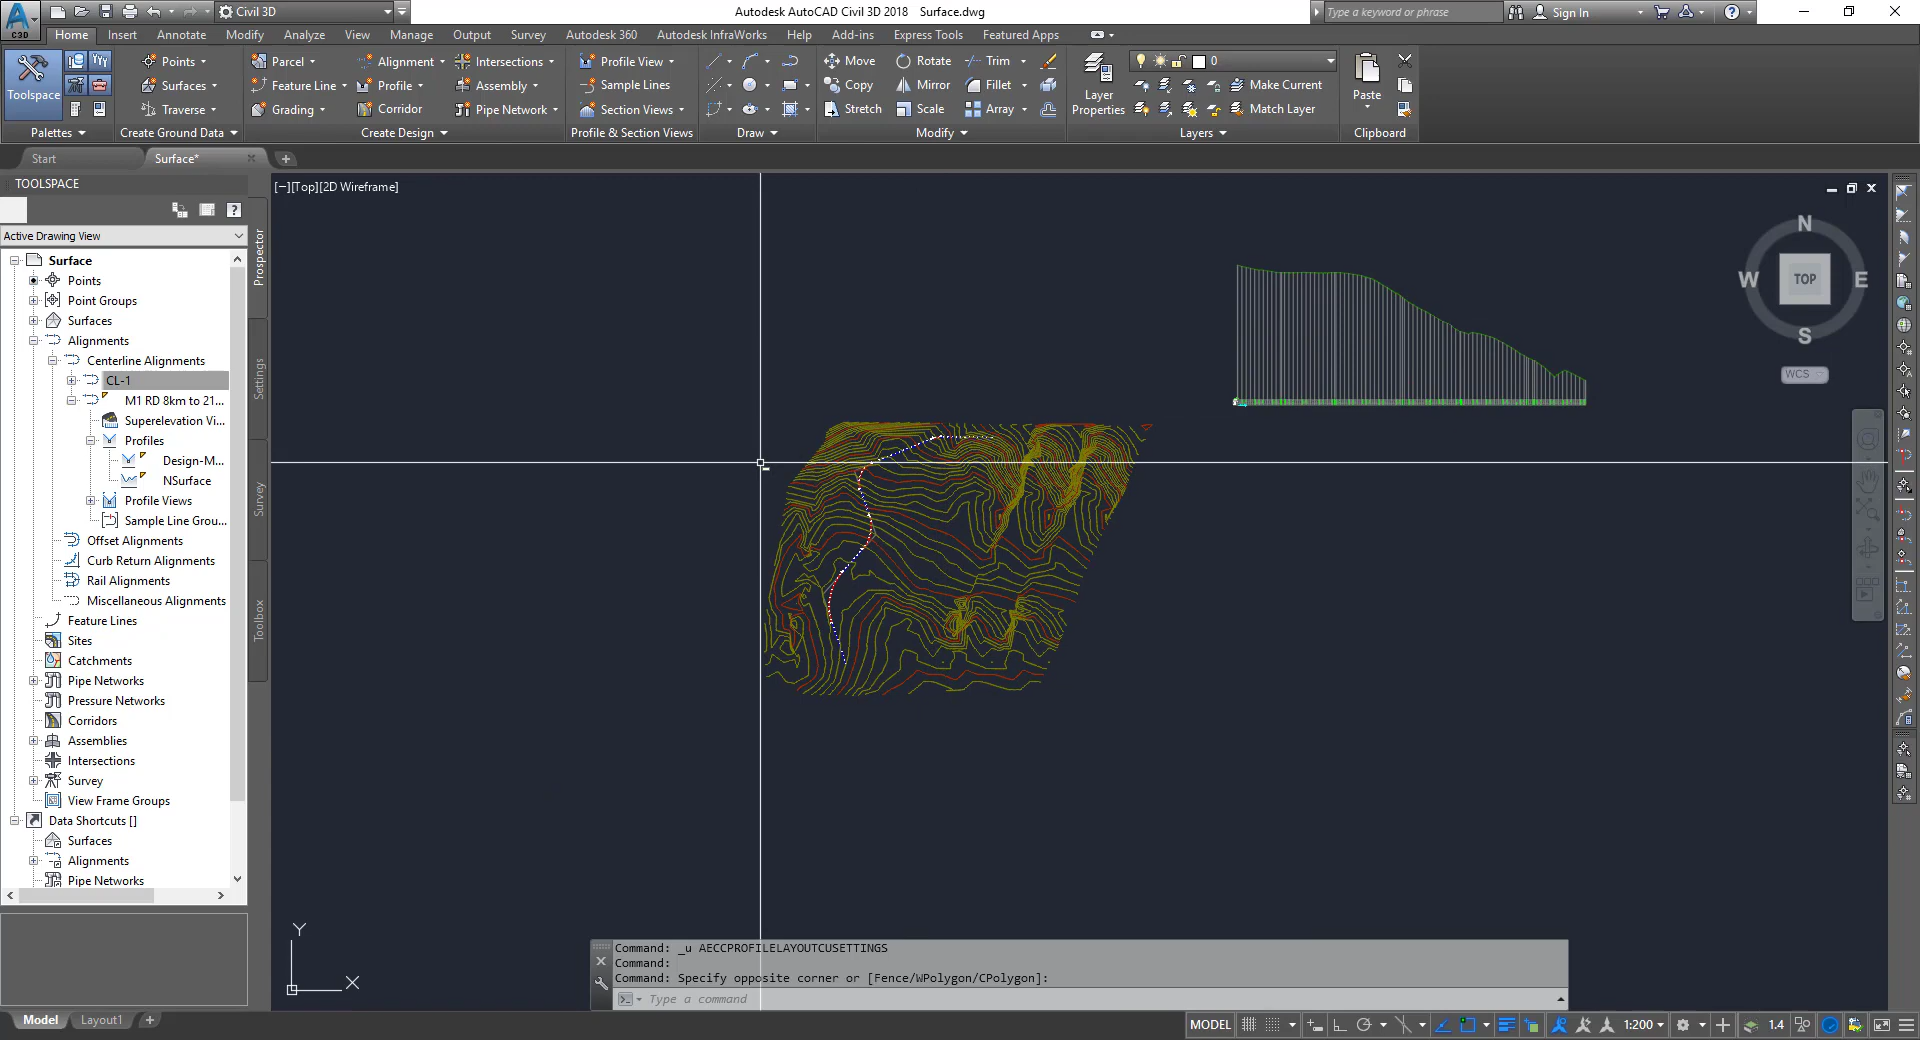 Civil 3D
Autodesk AutoCAD Civil 3D 2018 Surface.dwg
Type a keyword or phrase
Sign In
C3D
Home Insert Annotate Modify Analyze View Manage Output Survey Autodesk 360 Autodesk InfraWorks Help Add-ins Express Tools Featured Apps
Toolspace
Palettes
Points
Surfaces
Traverse
Create Ground Data
Parcel
Feature Line
Grading
Alignment
Profile
Corridor
Intersections
Assembly
Pipe Network
Create Design
Profile View
Sample Lines
Section Views
Profile & Section Views
Draw
Move
Copy
Stretch
Rotate
Mirror
Scale
Trim
Fillet
Array
Modify
Layer
Properties
0
Make Current
Match Layer
Layers
Paste
Clipboard
Start
Surface*
TOOLSPACE
Active Drawing View
Surface
Points
Point Groups
Surfaces
Alignments
Centerline Alignments
CL-1
M1 RD 8km to 21...
Superelevation Vi...
Profiles
Design-M...
NSurface
Profile Views
Sample Line Grou...
Offset Alignments
Curb Return Alignments
Rail Alignments
Miscellaneous Alignments
Feature Lines
Sites
Catchments
Pipe Networks
Pressure Networks
Corridors
Assemblies
Intersections
Survey
View Frame Groups
Data Shortcuts []
Surfaces
Alignments
Pipe Networks
Prospector
Settings
Survey
Toolbox
[−][Top][2D Wireframe]
N
W
TOP
E
S
WCS
Y
X
Command: _u AECCPROFILELAYOUTCUSETTINGS
Command:
Command: Specify opposite corner or [Fence/WPolygon/CPolygon]:
Type a command
Model
Layout1
MODEL
1:200
1.4